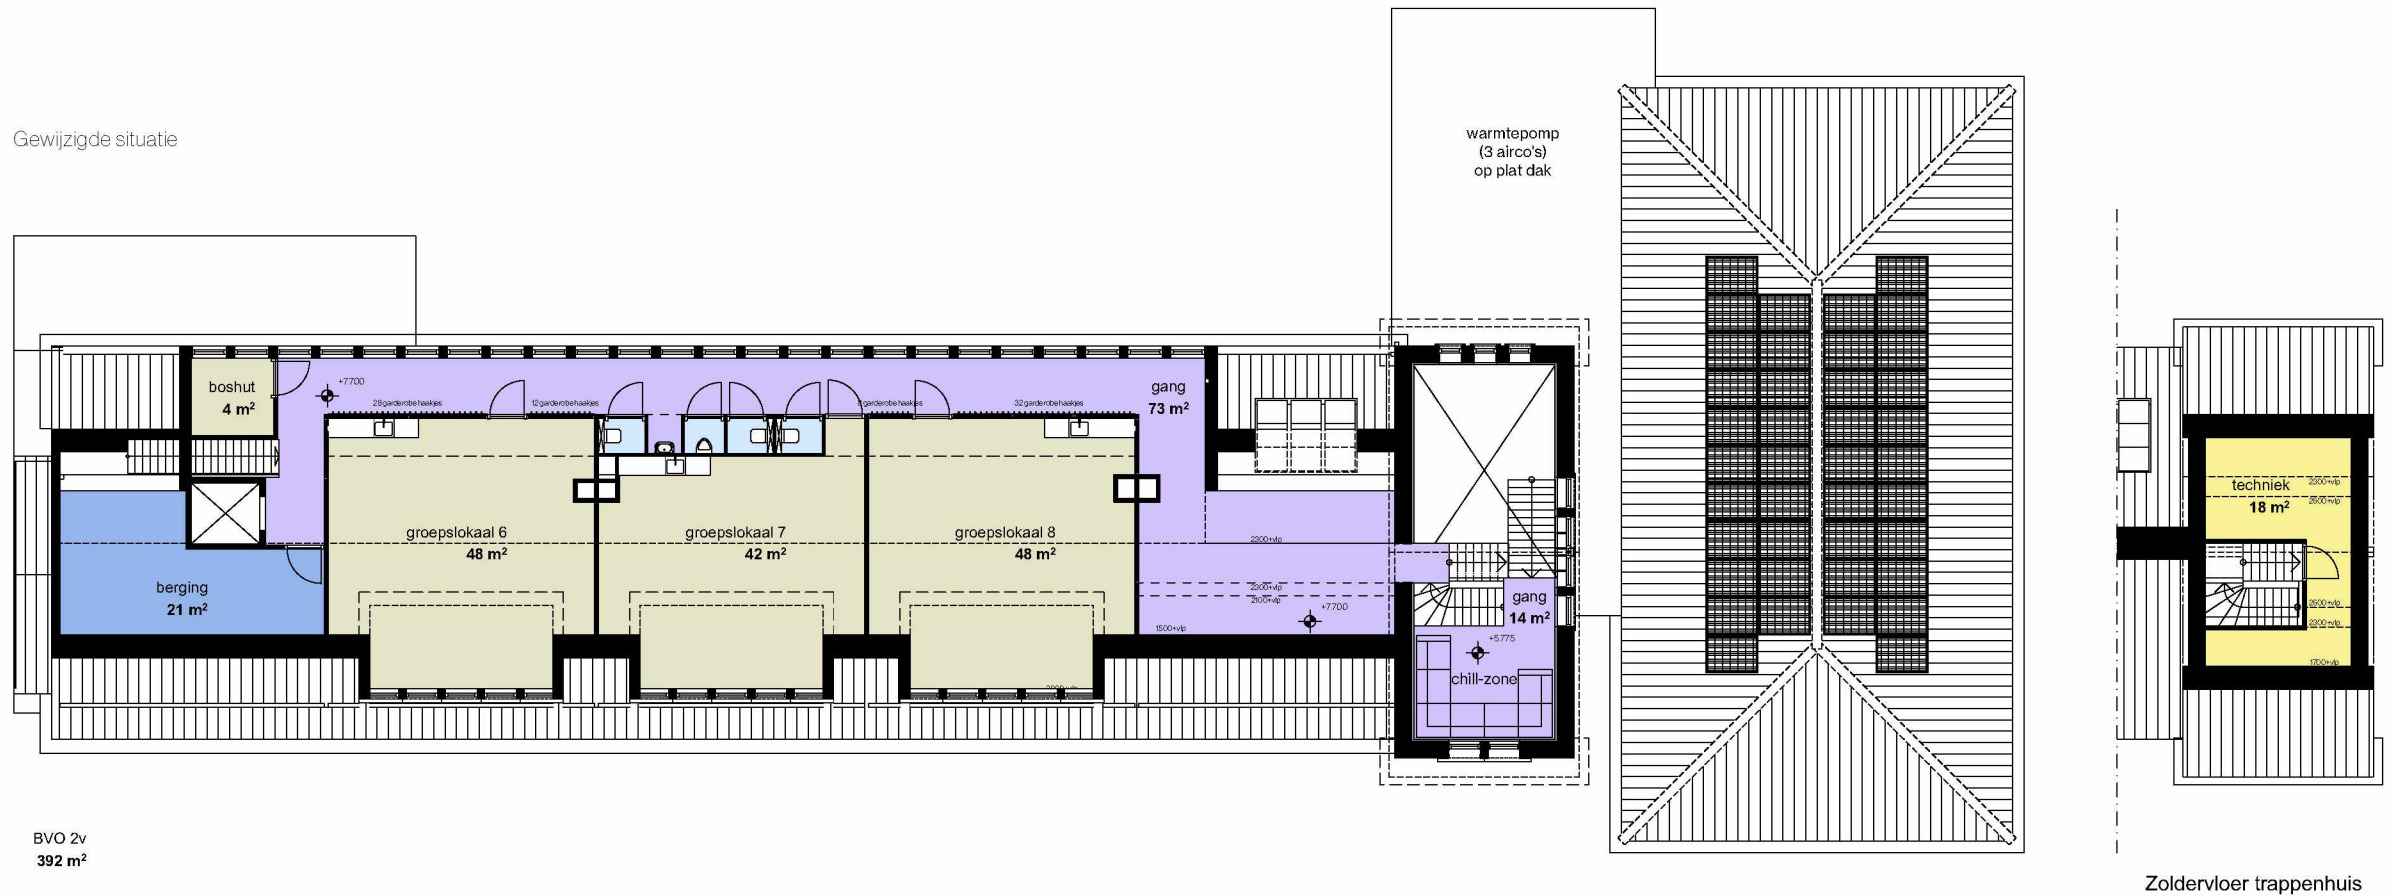 Gewijzigde situatie
warmtepomp
(3 airco's)
op plat dak
boshut
4 m²
+7.700
28 garderobehaakjes
12 garderobehaakjes
8 garderobehaakjes
32 garderobehaakjes
gang
73 m²
groepslokaal 6
48 m²
groepslokaal 7
42 m²
groepslokaal 8
48 m²
berging
21 m²
2300+vlp
2300+vlp
2100+vlp
1500+vlp
+7.700
gang
14 m²
+5.775
chill-zone
techniek
18 m²
2300+vlp
2600+vlp
2600+vlp
2300+vlp
1700+vlp
BVO 2v
392 m²
Zoldervloer trappenhuis